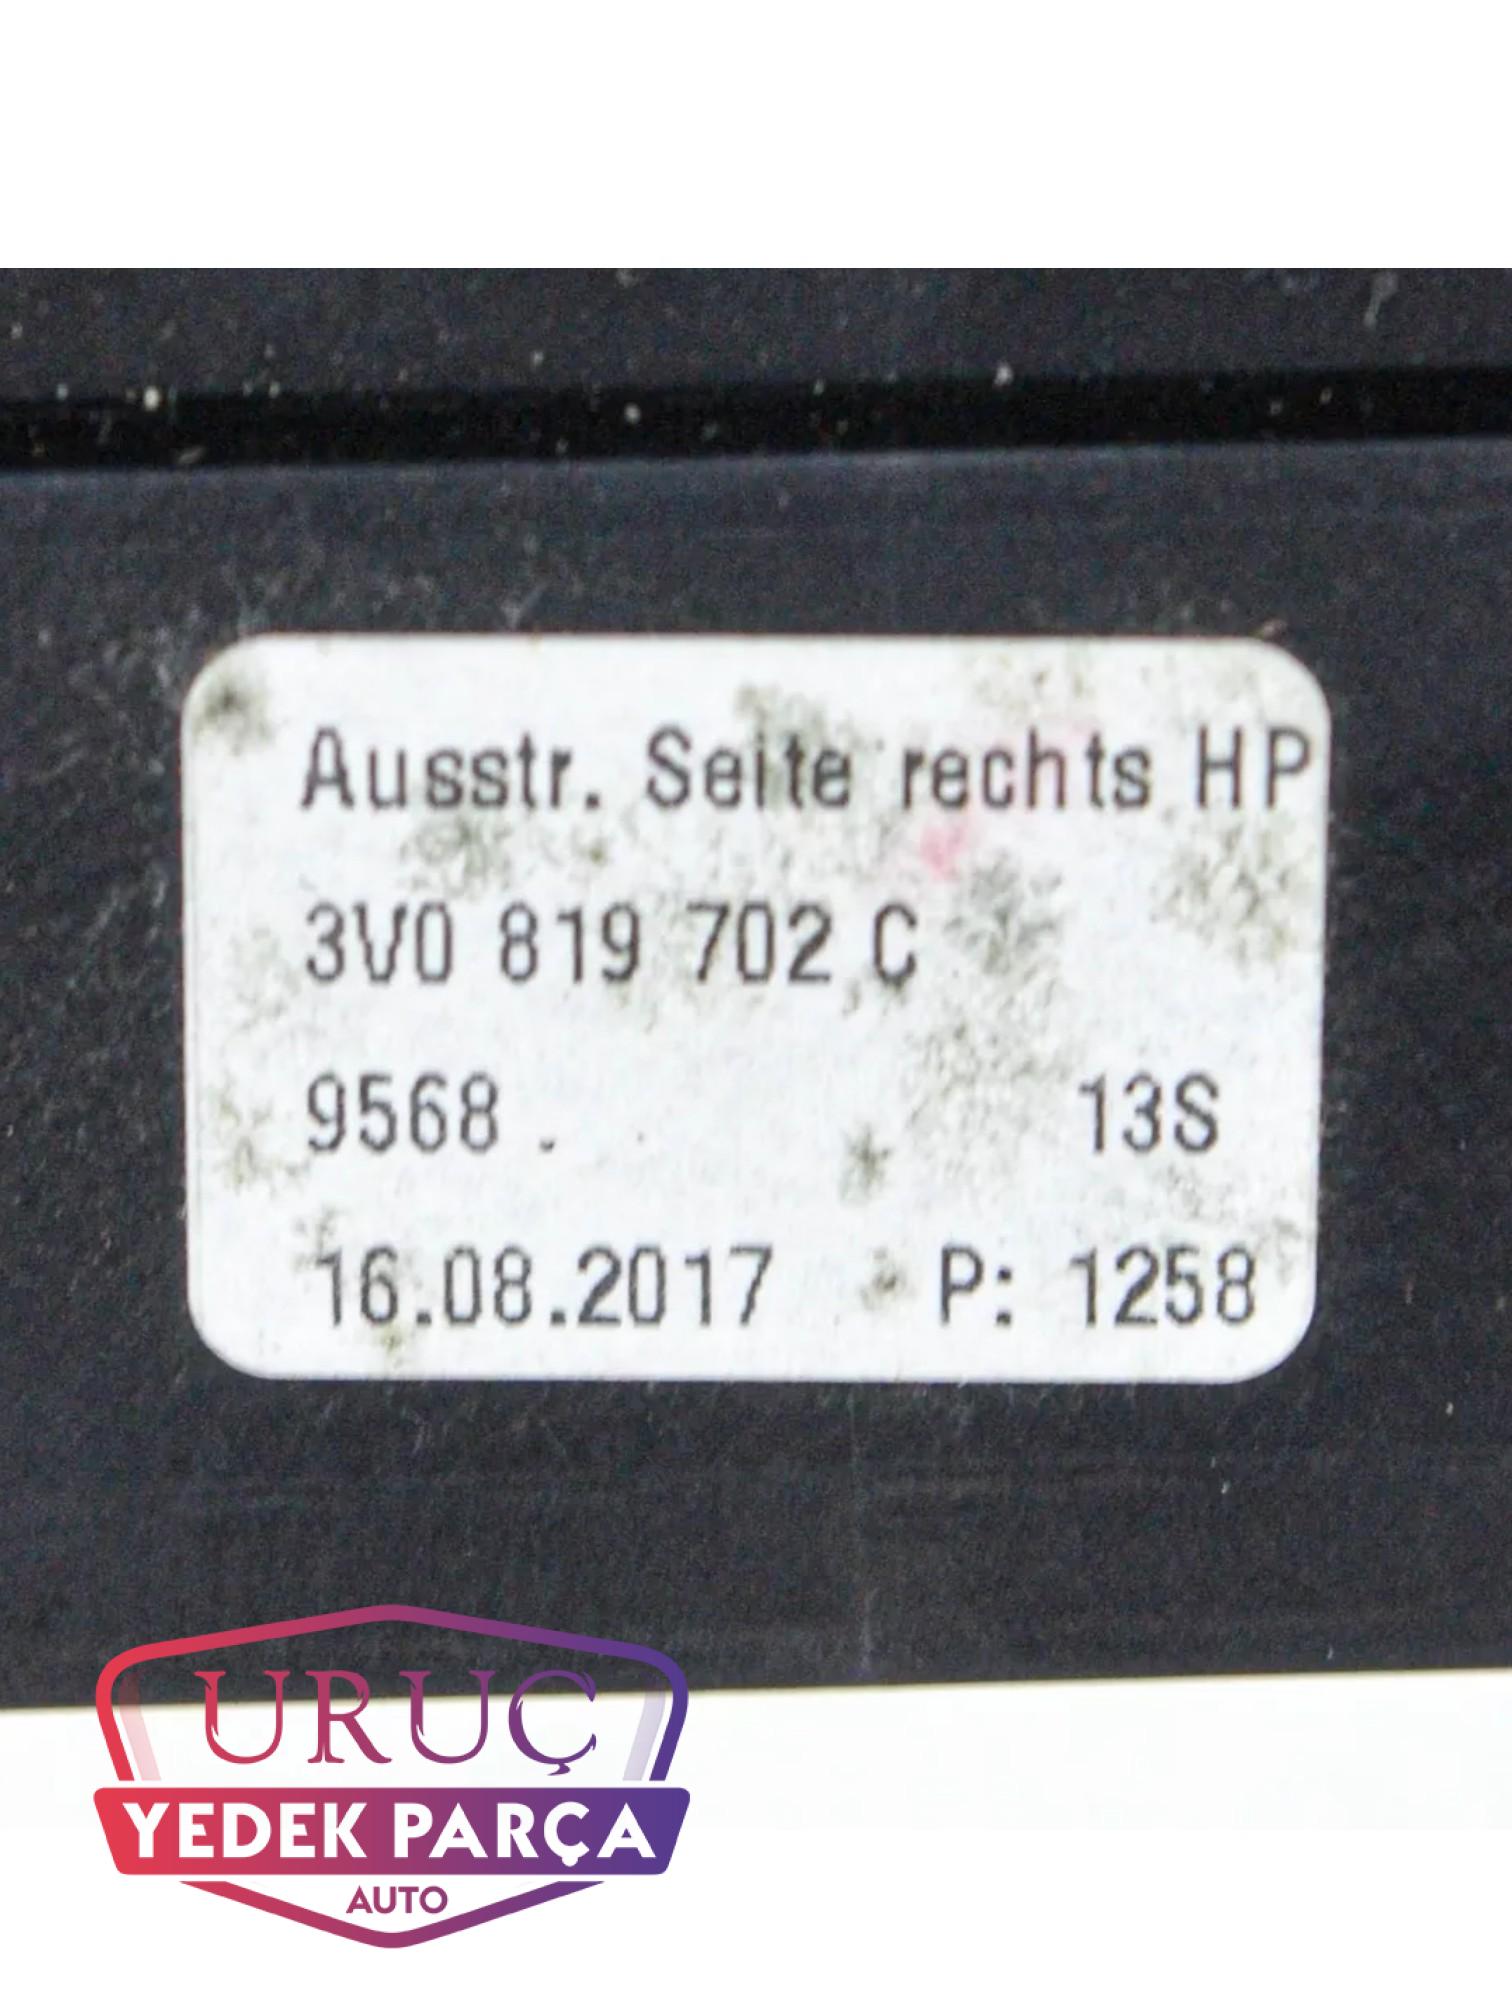 Ausstr. Seite rechts HP
3V0 819 702 C
9568 . 13S
16.08.2017 P: 1258
URUÇ
YEDEK PARÇA
AUTO